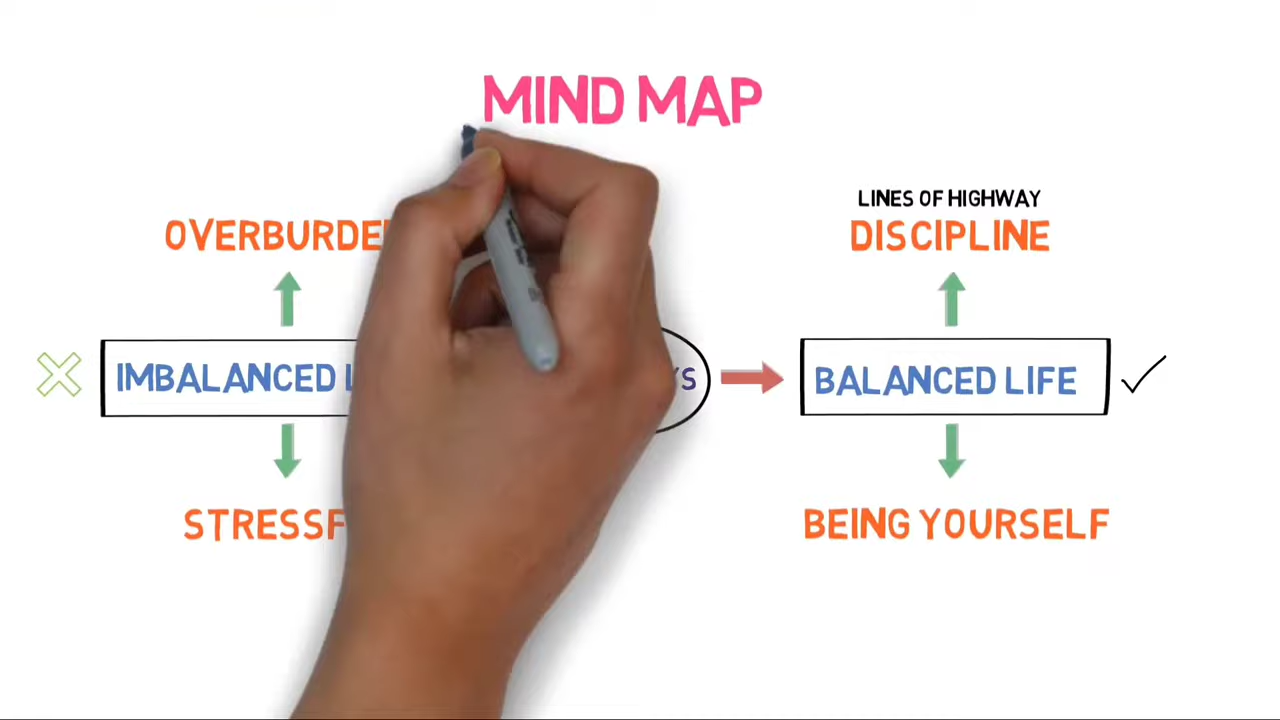 MIND MAP
LINES OF HIGHWAY
DISCIPLINE
IMBALANCED
BALANCED LIFE
BEING YOURSELF